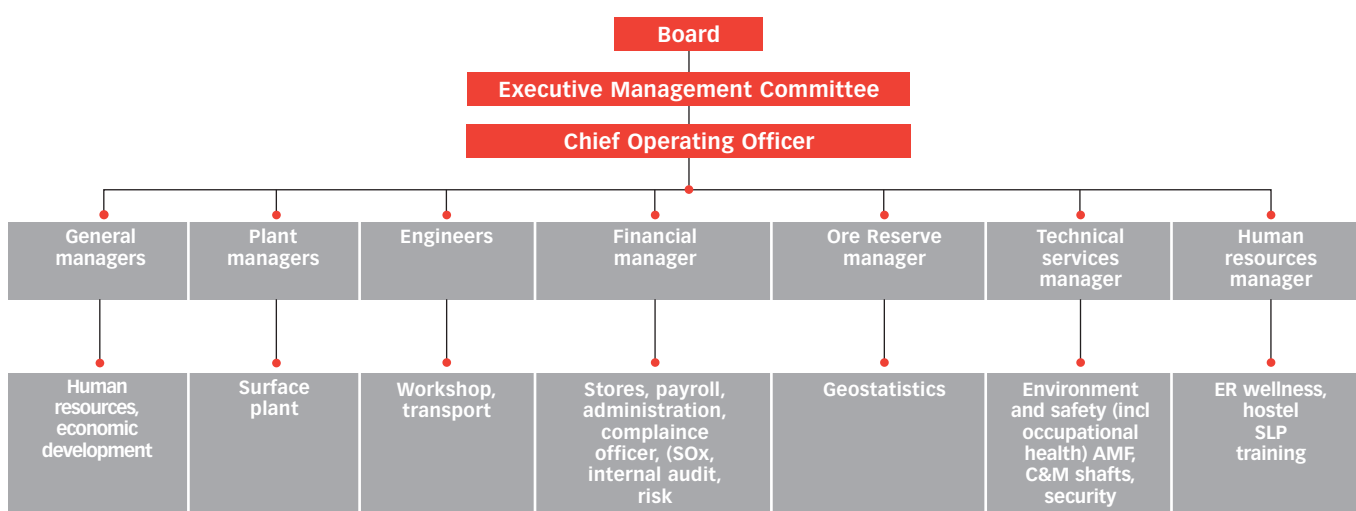 Board
Executive Management Committee
Chief Operating Officer
General
managers
Plant
managers
Engineers
Financial
manager
Ore Reserve
manager
Technical
services
manager
Human
resources
manager
Human
resources,
economic
development
Surface
plant
Workshop,
transport
Stores, payroll,
administration,
complaince
officer, (SOx,
internal audit,
risk
Geostatistics
Environment
and safety (incl
occupational
health) AMF,
C&M shafts,
security
ER wellness,
hostel
SLP
training